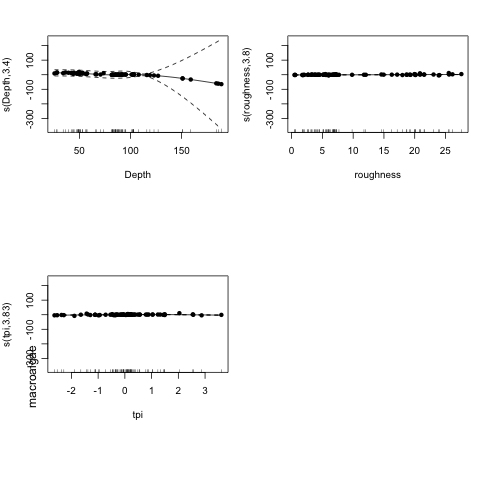 s(Depth,3.4)
-300 -100 100
50 100 150
Depth
s(roughness,3.8)
-300 -100 100
0 5 10 15 20 25
roughness
s(tpi,3.83)
-300 -100 100
macroalgae
-2 -1 0 1 2 3
tpi